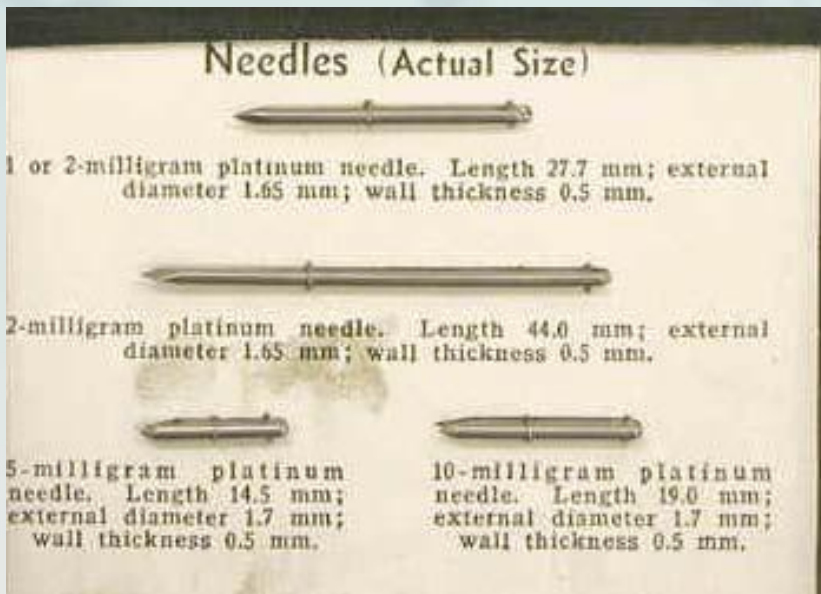 Needles (Actual Size)
1 or 2-milligram platinum needle. Length 27.7 mm; external
diameter 1.65 mm; wall thickness 0.5 mm.
2-milligram platinum needle. Length 44.0 mm; external
diameter 1.65 mm; wall thickness 0.5 mm.
5-milligram platinum
needle. Length 14.5 mm;
external diameter 1.7 mm;
wall thickness 0.5 mm.
10-milligram platinum
needle. Length 19.0 mm;
external diameter 1.7 mm;
wall thickness 0.5 mm.